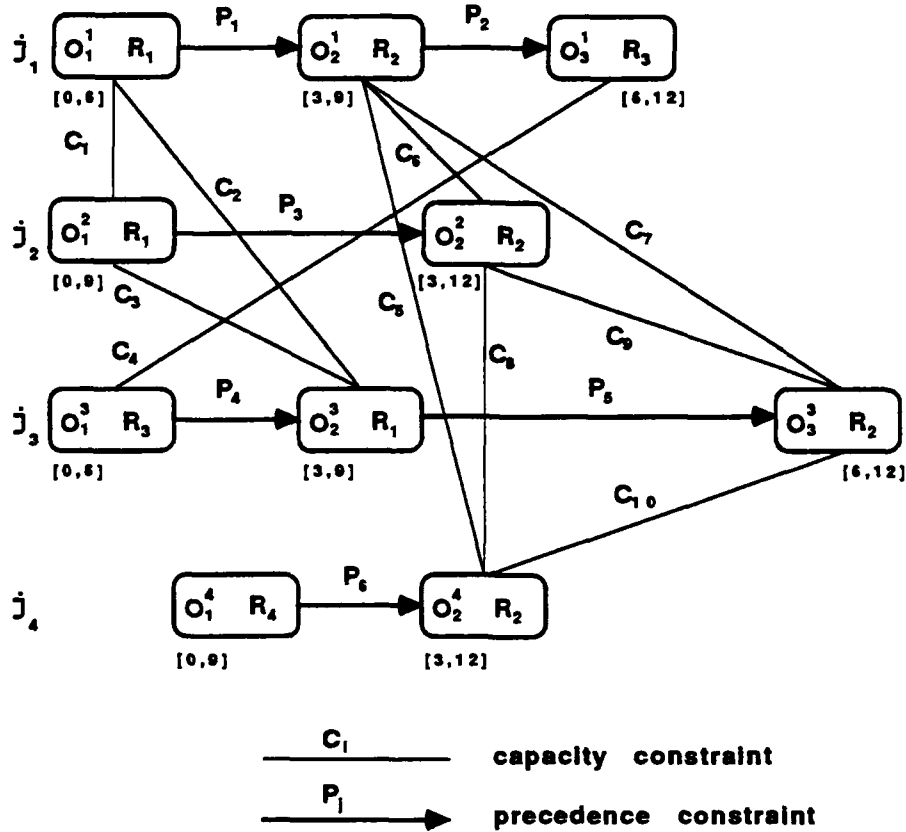 j₁ O₁¹ R₁ P₁ O₂¹ R₂ P₂ O₃¹ R₃
[0,6] [3,9] [6,12]
C₁ C₂ C₆
j₂ O₁² R₁ P₃ O₂² R₂ C₇
[0,9] [3,12]
C₃ C₄ C₅ C₈ C₉
j₃ O₁³ R₃ P₄ O₂³ R₁ P₅ O₃³ R₂
[0,6] [3,9] [6,12]
C₁₀
j₄ O₁⁴ R₄ P₆ O₂⁴ R₂
[0,9] [3,12]
Cᵢ capacity constraint
Pⱼ precedence constraint